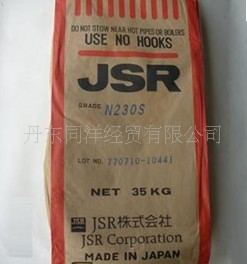 DO NOT STOW NEAR HOT PIPES OR BOILERS
USE NO HOOKS
JSR
GRADE N230S
丹东同洋经贸有限公司
LOT NO. 770710-10441
NET 35KG
JSR
JSR株式会社
JSR Corporation
MADE IN JAPAN